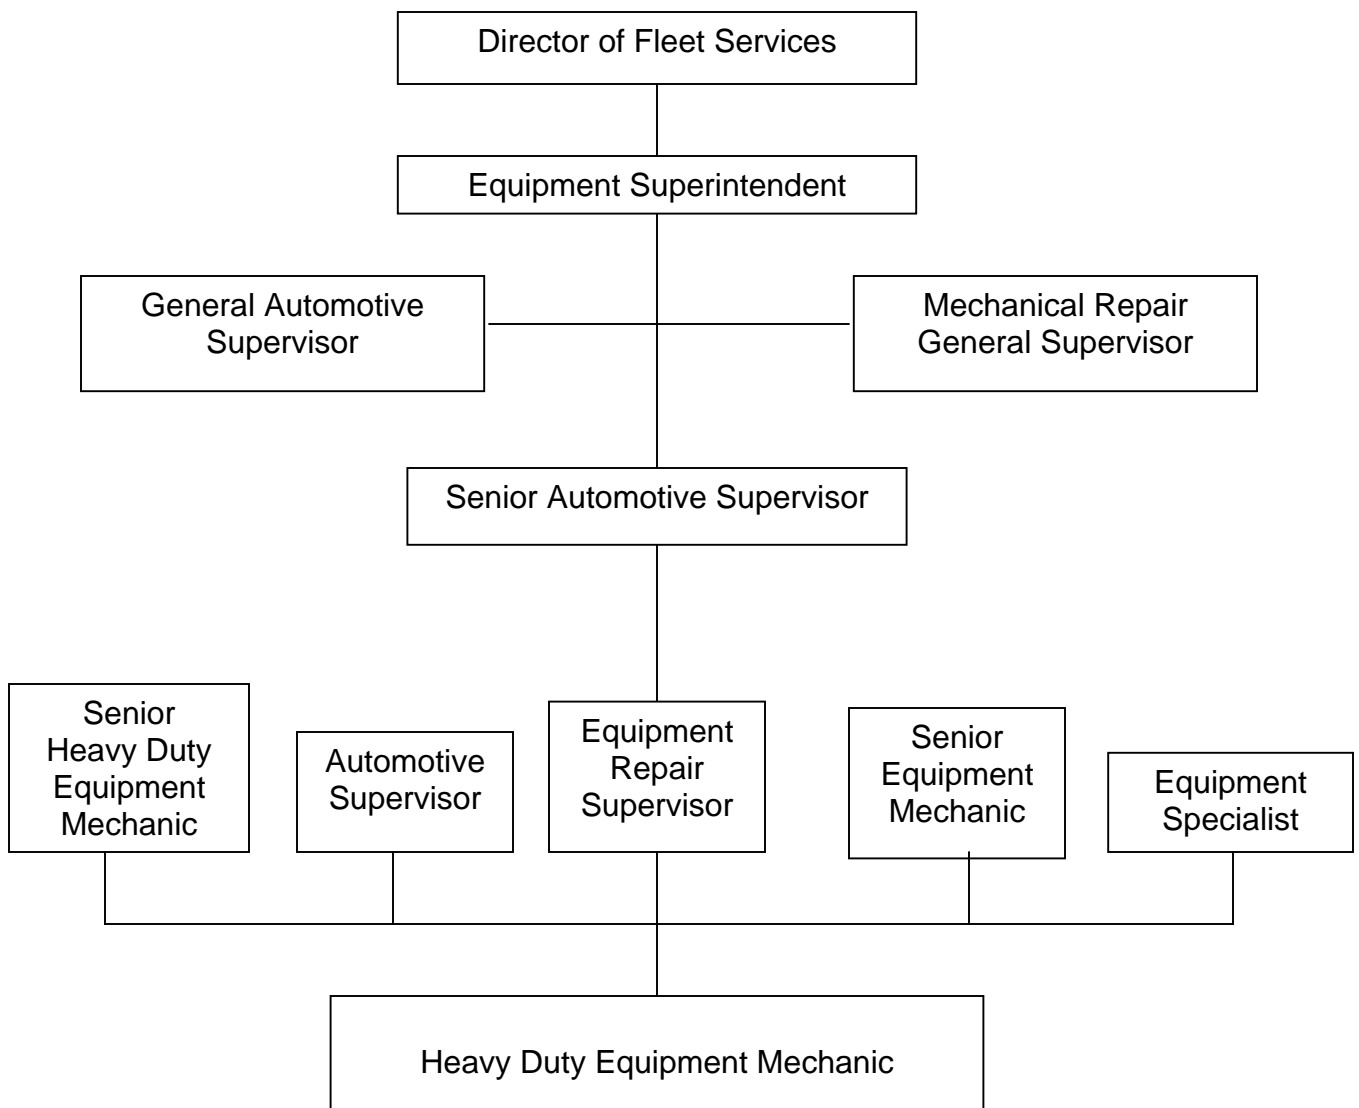 Director of Fleet Services
Equipment Superintendent
General Automotive
Supervisor
Mechanical Repair
General Supervisor
Senior Automotive Supervisor
Senior
Heavy Duty
Equipment
Mechanic
Automotive
Supervisor
Equipment
Repair
Supervisor
Senior
Equipment
Mechanic
Equipment
Specialist
Heavy Duty Equipment Mechanic